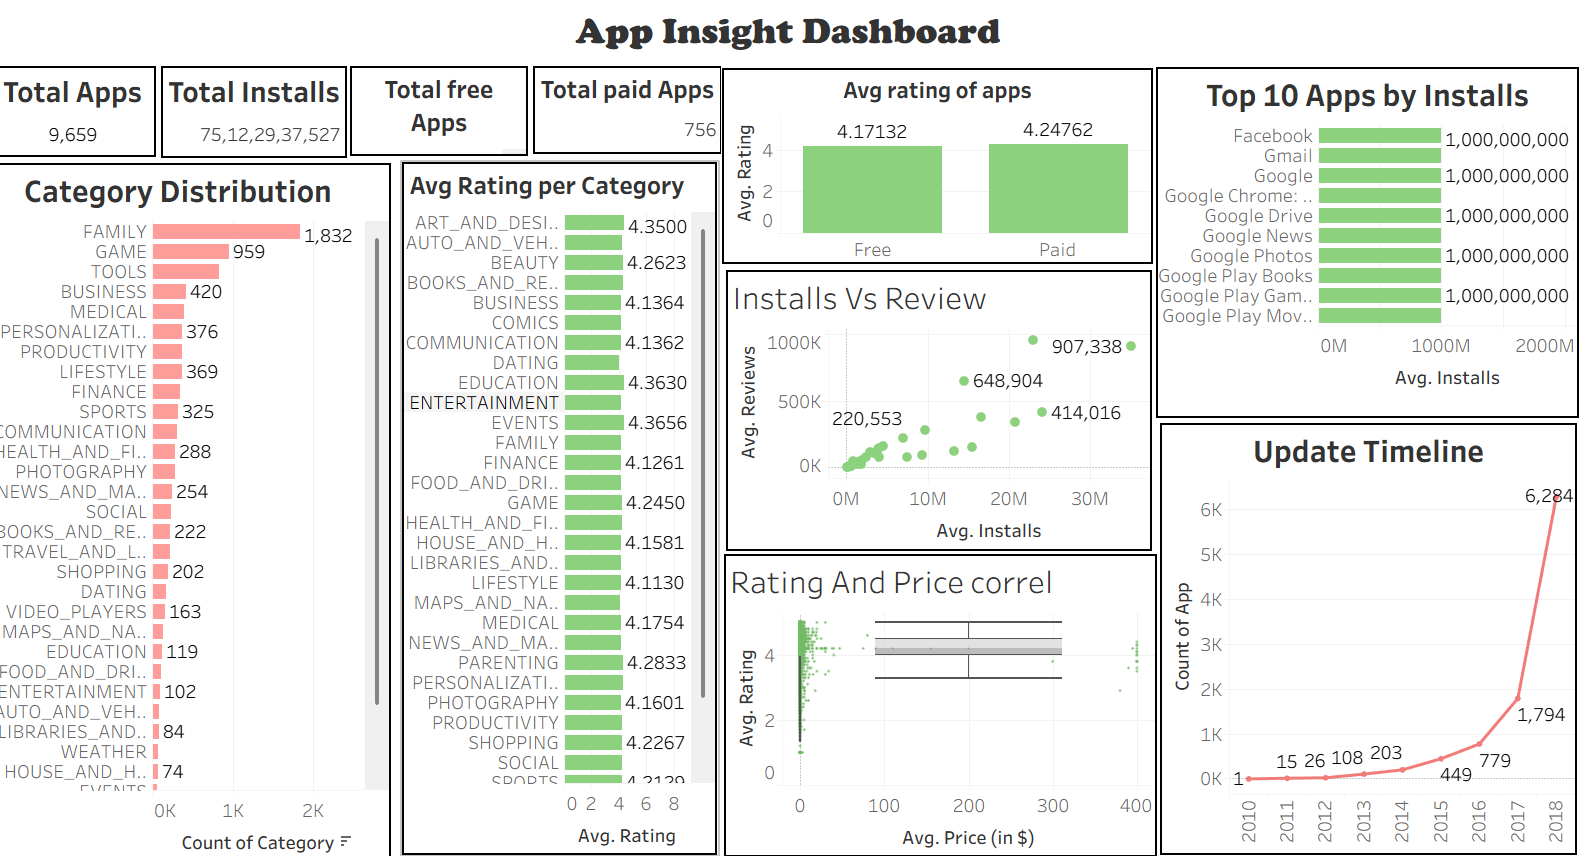 App Insight Dashboard
Total Apps
9,659
Total Installs
75,12,29,37,527
Total free
Apps
Total paid Apps
756
Category Distribution
FAMILY 1,832
GAME 959
TOOLS
BUSINESS 420
MEDICAL
PERSONALIZATI.. 376
PRODUCTIVITY
LIFESTYLE 369
FINANCE
SPORTS 325
COMMUNICATION
HEALTH_AND_FI.. 288
PHOTOGRAPHY
NEWS_AND_MA.. 254
SOCIAL
BOOKS_AND_RE.. 222
TRAVEL_AND_L..
SHOPPING 202
DATING
VIDEO_PLAYERS 163
MAPS_AND_NA..
EDUCATION 119
FOOD_AND_DRI..
ENTERTAINMENT 102
AUTO_AND_VEH..
LIBRARIES_AND.. 84
WEATHER
HOUSE_AND_H.. 74
EVENTS
0K 1K 2K
Count of Category
Avg Rating per Category
ART_AND_DESI.. 4.3500
AUTO_AND_VEH..
BEAUTY 4.2623
BOOKS_AND_RE..
BUSINESS 4.1364
COMICS
COMMUNICATION 4.1362
DATING
EDUCATION 4.3630
ENTERTAINMENT
EVENTS 4.3656
FAMILY
FINANCE 4.1261
FOOD_AND_DRI..
GAME 4.2450
HEALTH_AND_FI..
HOUSE_AND_H.. 4.1581
LIBRARIES_AND..
LIFESTYLE 4.1130
MAPS_AND_NA..
MEDICAL 4.1754
NEWS_AND_MA..
PARENTING 4.2833
PERSONALIZATI..
PHOTOGRAPHY 4.1601
PRODUCTIVITY
SHOPPING 4.2267
SOCIAL
SPORTS 4.2129
0 2 4 6 8
Avg. Rating
Avg rating of apps
4.17132 4.24762
Avg. Rating
4
2
0
Free Paid
Installs Vs Review
Avg. Reviews
1000K
500K
0K
907,338
648,904
414,016
220,553
0M 10M 20M 30M
Avg. Installs
Rating And Price correl
Avg. Rating
4
2
0
0 100 200 300 400
Avg. Price (in $)
Top 10 Apps by Installs
Facebook 1,000,000,000
Gmail
Google 1,000,000,000
Google Chrome: ..
Google Drive 1,000,000,000
Google News
Google Photos 1,000,000,000
Google Play Books
Google Play Gam.. 1,000,000,000
Google Play Mov..
0M 1000M 2000M
Avg. Installs
Update Timeline
Count of App
6K
5K
4K
3K
2K
1K
0K
1 15 26 108 203 449 779 1,794 6,284
2010 2011 2012 2013 2014 2015 2016 2017 2018